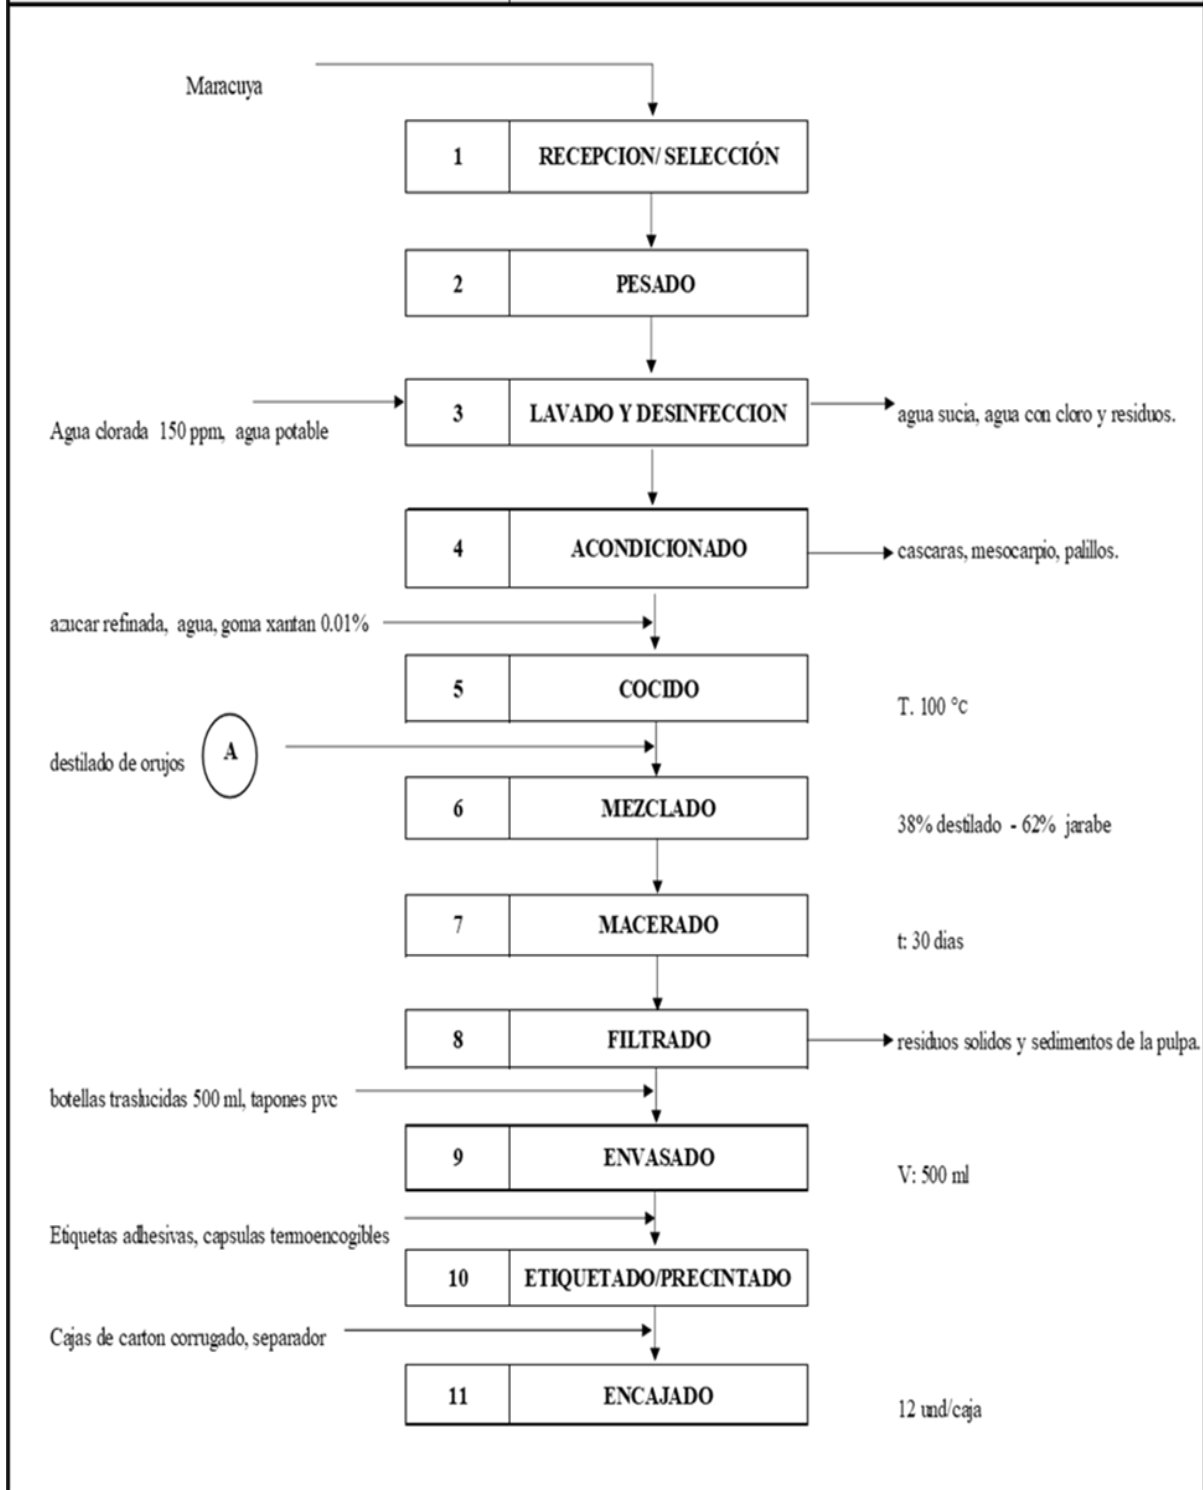 Maracuya
1 RECEPCION/ SELECCIÓN
2 PESADO
3 LAVADO Y DESINFECCION
agua sucia, agua con cloro y residuos.
Agua clorada 150 ppm, agua potable
4 ACONDICIONADO
cascaras, mesocarpio, palillos.
azucar refinada, agua, goma xantan 0.01%
5 COCIDO
T. 100 °c
destilado de orujos
A
6 MEZCLADO
38% destilado - 62% jarabe
7 MACERADO
t: 30 dias
8 FILTRADO
residuos solidos y sedimentos de la pulpa.
botellas traslucidas 500 ml, tapones pvc
9 ENVASADO
V: 500 ml
Etiquetas adhesivas, capsulas termoencogibles
10 ETIQUETADO/PRECINTADO
Cajas de carton corrugado, separador
11 ENCAJADO
12 und/caja